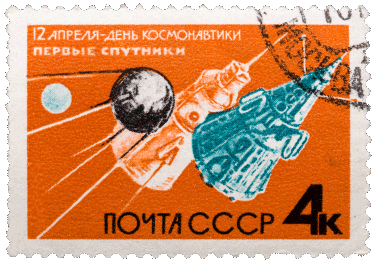 12 АПРЕЛЯ-ДЕНЬ КОСМОНАВТИКИ
ПЕРВЫЕ СПУТНИКИ
ПОЧТА СССР 4к